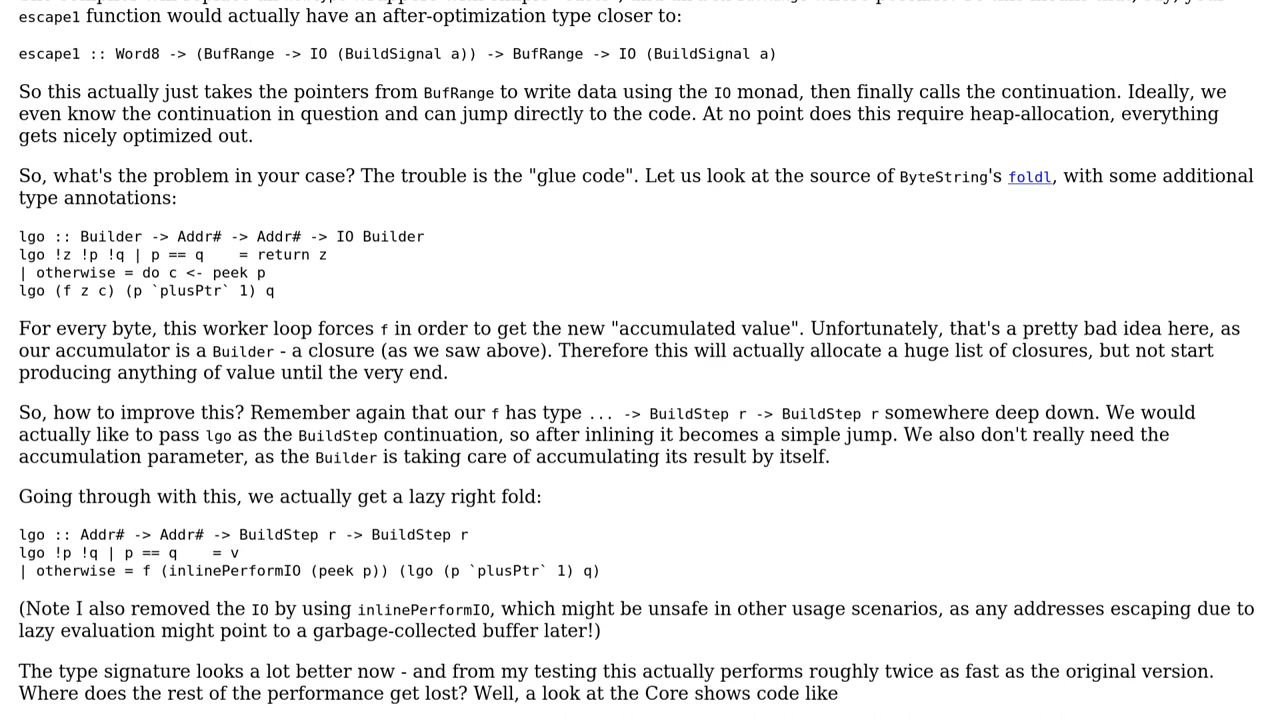 escape1 function would actually have an after-optimization type closer to:
escape1 :: Word8 -> (BufRange -> IO (BuildSignal a)) -> BufRange -> IO (BuildSignal a)
So this actually just takes the pointers from BufRange to write data using the IO monad, then finally calls the continuation. Ideally, we
even know the continuation in question and can jump directly to the code. At no point does this require heap-allocation, everything
gets nicely optimized out.
So, what's the problem in your case? The trouble is the "glue code". Let us look at the source of ByteString's foldl, with some additional
type annotations:
lgo :: Builder -> Addr# -> Addr# -> IO Builder
lgo !z !p !q | p == q    = return z
| otherwise = do c <- peek p
lgo (f z c) (p `plusPtr` 1) q
For every byte, this worker loop forces f in order to get the new "accumulated value". Unfortunately, that's a pretty bad idea here, as
our accumulator is a Builder - a closure (as we saw above). Therefore this will actually allocate a huge list of closures, but not start
producing anything of value until the very end.
So, how to improve this? Remember again that our f has type ... -> BuildStep r -> BuildStep r somewhere deep down. We would
actually like to pass lgo as the BuildStep continuation, so after inlining it becomes a simple jump. We also don't really need the
accumulation parameter, as the Builder is taking care of accumulating its result by itself.
Going through with this, we actually get a lazy right fold:
lgo :: Addr# -> Addr# -> BuildStep r -> BuildStep r
lgo !p !q | p == q    = v
| otherwise = f (inlinePerformIO (peek p)) (lgo (p `plusPtr` 1) q)
(Note I also removed the IO by using inlinePerformIO, which might be unsafe in other usage scenarios, as any addresses escaping due to
lazy evaluation might point to a garbage-collected buffer later!)
The type signature looks a lot better now - and from my testing this actually performs roughly twice as fast as the original version.
Where does the rest of the performance get lost? Well, a look at the Core shows code like